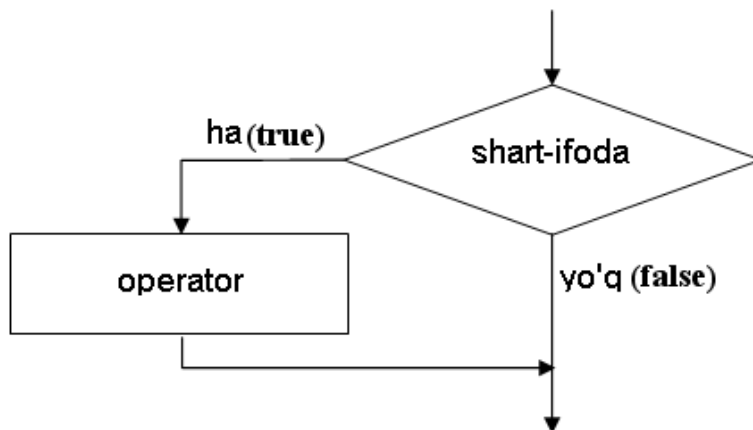 ha (true)
shart-ifoda
operator
yo'q (false)